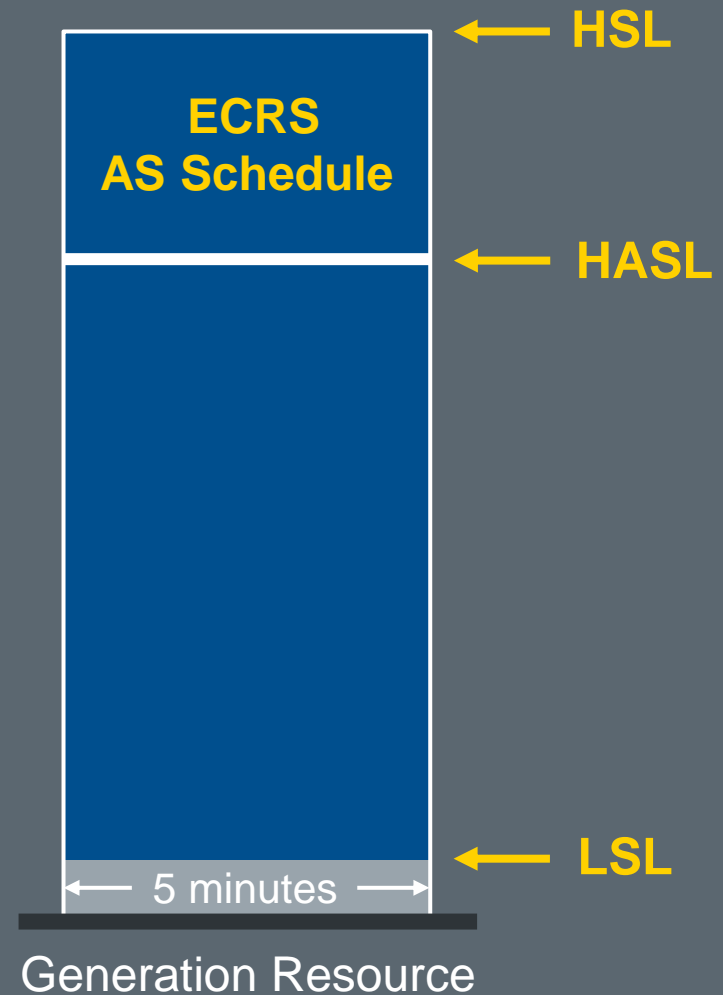 HSL
ECRS
AS Schedule
HASL
LSL
5 minutes
Generation Resource